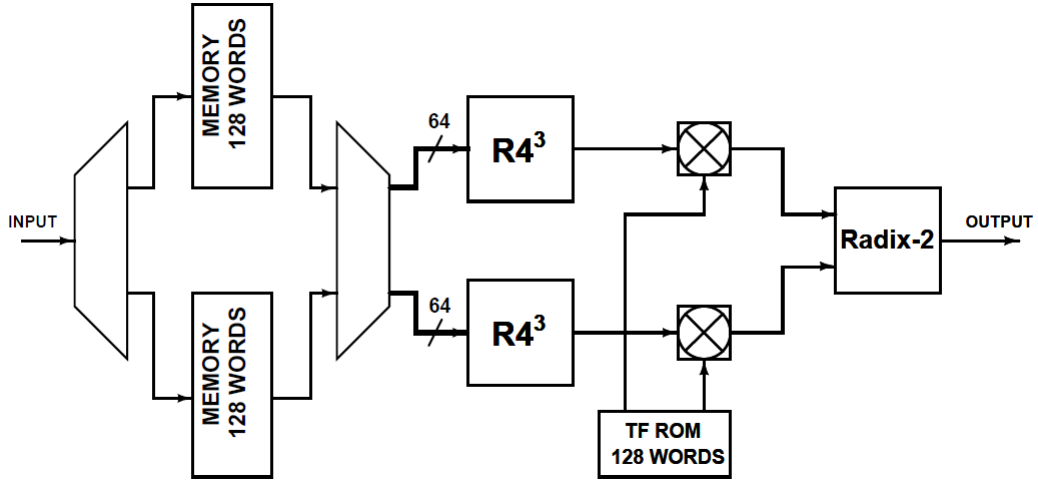 INPUT
MEMORY
128 WORDS
MEMORY
128 WORDS
64
R4³
64
R4³
TF ROM
128 WORDS
Radix-2
OUTPUT